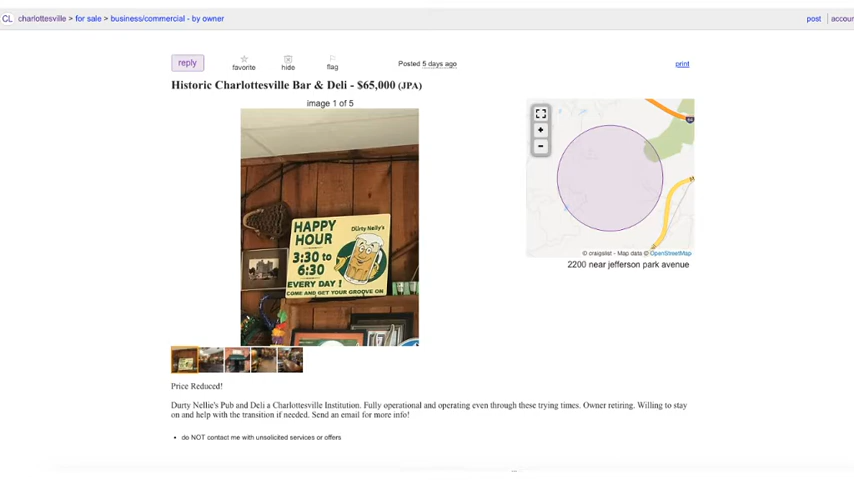 CL charlottesville > for sale > business/commercial - by owner
post
accoun
reply
favorite
hide
flag
Posted 5 days ago
print
Historic Charlottesville Bar & Deli - $65,000 (JPA)
image 1 of 5
HAPPY
HOUR
Durty Nelly's
3:30 to
6:30
EVERY DAY !
COME AND GET YOUR GROOVE ON
+
−
© craigslist - Map data © OpenStreetMap
2200 near jefferson park avenue
Price Reduced!
Durty Nellie's Pub and Deli a Charlottesville Institution. Fully operational and operating even through these trying times. Owner retiring. Willing to stay
on and help with the transition if needed. Send an email for more info!
• do NOT contact me with unsolicited services or offers